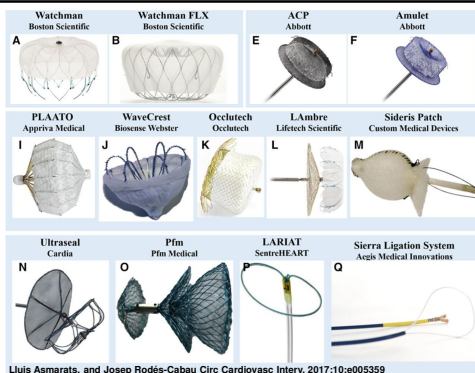 Watchman
Boston Scientific
A
Watchman FLX
Boston Scientific
B
ACP
Abbott
E
Amulet
Abbott
F
PLAATO
Appriva Medical
I
WaveCrest
Biosense Webster
J
Occlutech
Occlutech
K
LAmbre
Lifetech Scientific
L
Sideris Patch
Custom Medical Devices
M
Ultraseal
Cardia
N
Pfm
Pfm Medical
O
LARIAT
SentreHEART
P
Sierra Ligation System
Aegis Medical Innovations
Q
Lluis Asmarats, and Josep Rodés-Cabau Circ Cardiovasc Interv. 2017;10:e005359